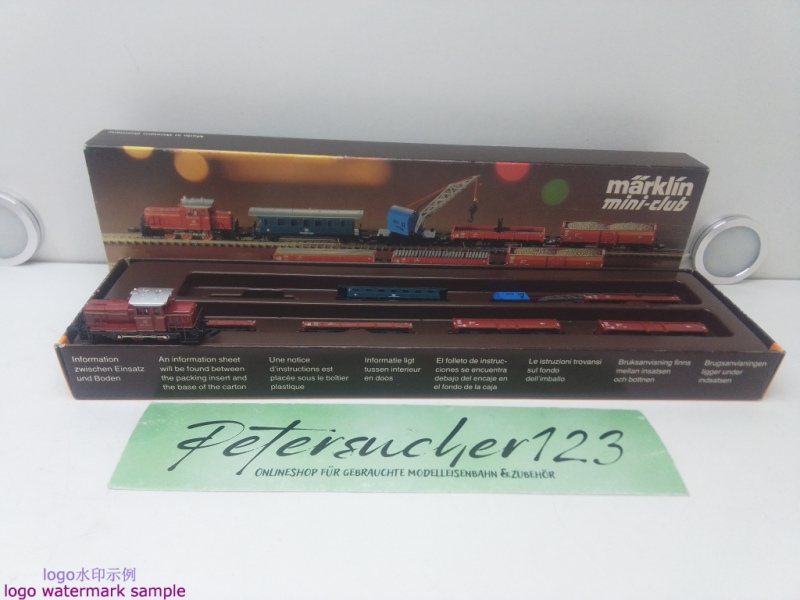 Made in Western Germany
märklin
mini-club
Information
zwischen Einsatz
und Boden
An information sheet
will be found between
the packing insert and
the base of the carton
Une notice
d'instructions est
placée sous le boîtier
plastique
Informatie ligt
tussen interieur
en doos
El folleto de instruc-
ciones se encuentra
debajo del encaje en
el fondo de la caja
Le istruzioni trovansi
sul fondo
dell'imballo
Bruksanvisning finns
mellan insatsen
och bottnen
Brugsanvisningen
ligger under
indsatsen
Petersucher123
ONLINESHOP FÜR GEBRAUCHTE MODELLEISENBAHN & ZUBEHÖR
logo水印示例
logo watermark sample